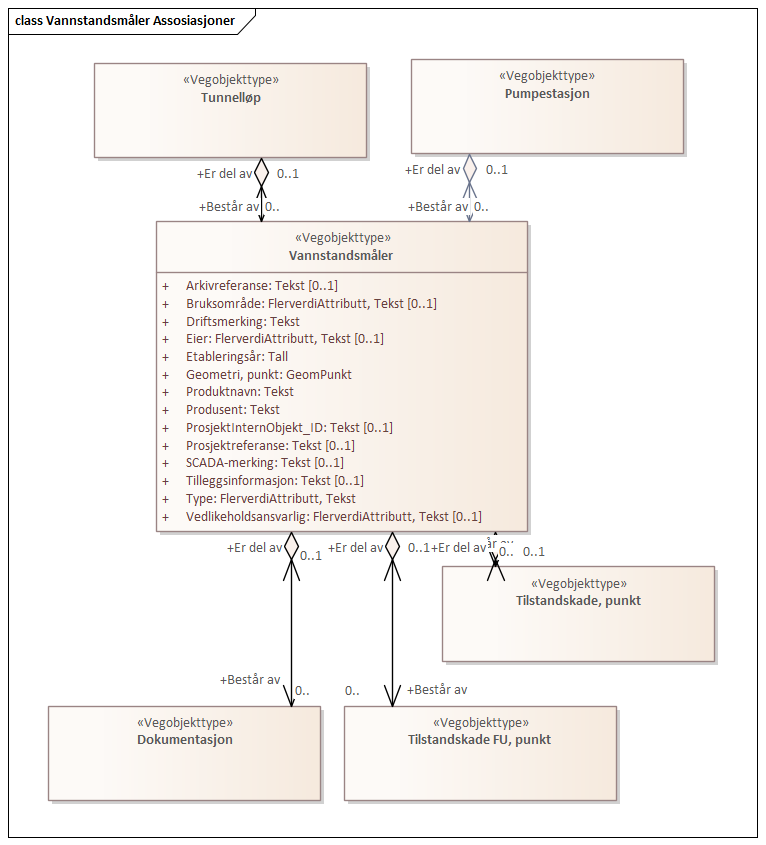 class Vannstandsmåler Assosiasjoner
«Vegobjekttype»
Tunnelløp
«Vegobjekttype»
Pumpestasjon
+Er del av
0..1
+Er del av
0..1
+Består av
0..
+Består av
0..
«Vegobjekttype»
Vannstandsmåler
+ Arkivreferanse: Tekst [0..1]
+ Bruksområde: FlerverdiAttributt, Tekst [0..1]
+ Driftsmerking: Tekst
+ Eier: FlerverdiAttributt, Tekst [0..1]
+ Etableringsår: Tall
+ Geometri, punkt: GeomPunkt
+ Produktnavn: Tekst
+ Produsent: Tekst
+ ProsjektInternObjekt_ID: Tekst [0..1]
+ Prosjektreferanse: Tekst [0..1]
+ SCADA-merking: Tekst [0..1]
+ Tilleggsinformasjon: Tekst [0..1]
+ Type: FlerverdiAttributt, Tekst
+ Vedlikeholdsansvarlig: FlerverdiAttributt, Tekst [0..1]
+Er del av
0..1
+Er del av
0..1
+Er del av
0..
0..1
«Vegobjekttype»
Tilstandskade, punkt
+Består av
0..
0..
+Består av
«Vegobjekttype»
Dokumentasjon
«Vegobjekttype»
Tilstandskade FU, punkt